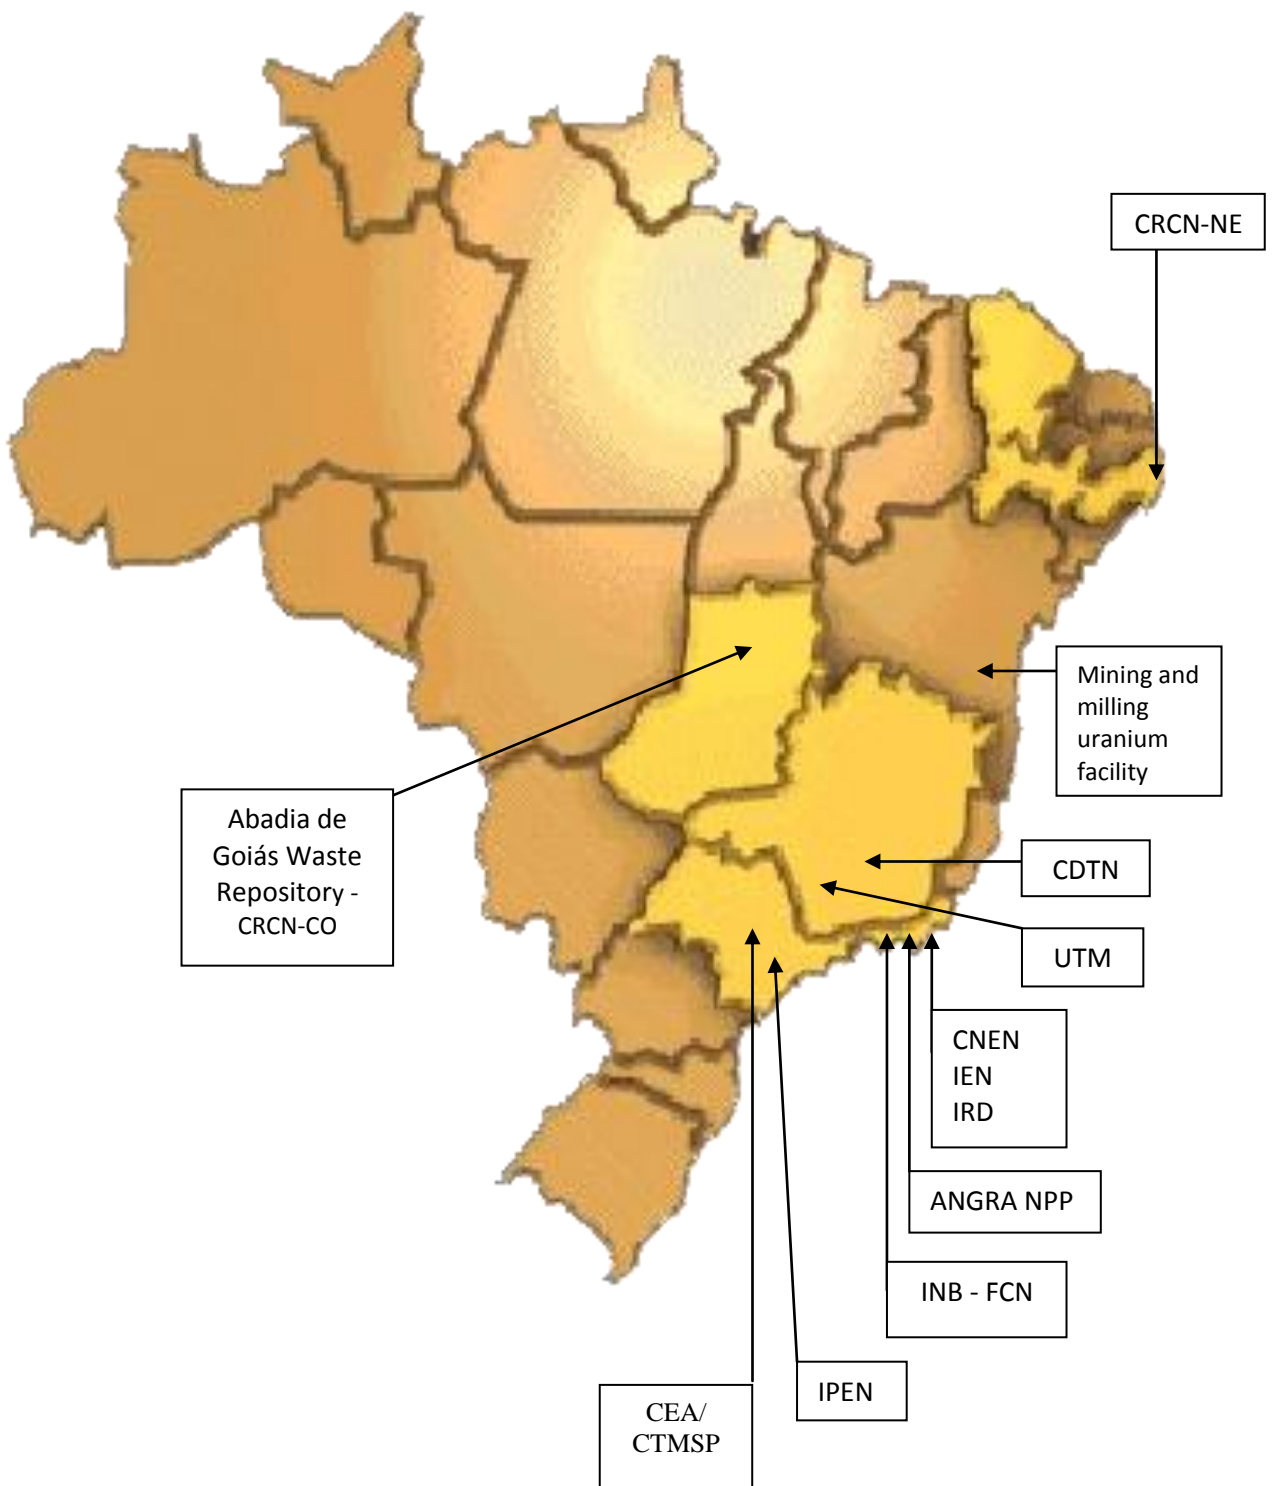 CRCN-NE
Mining and
milling
uranium
facility
Abadia de
Goiás Waste
Repository -
CRCN-CO
CDTN
UTM
CNEN
IEN
IRD
ANGRA NPP
INB - FCN
IPEN
CEA/
CTMSP